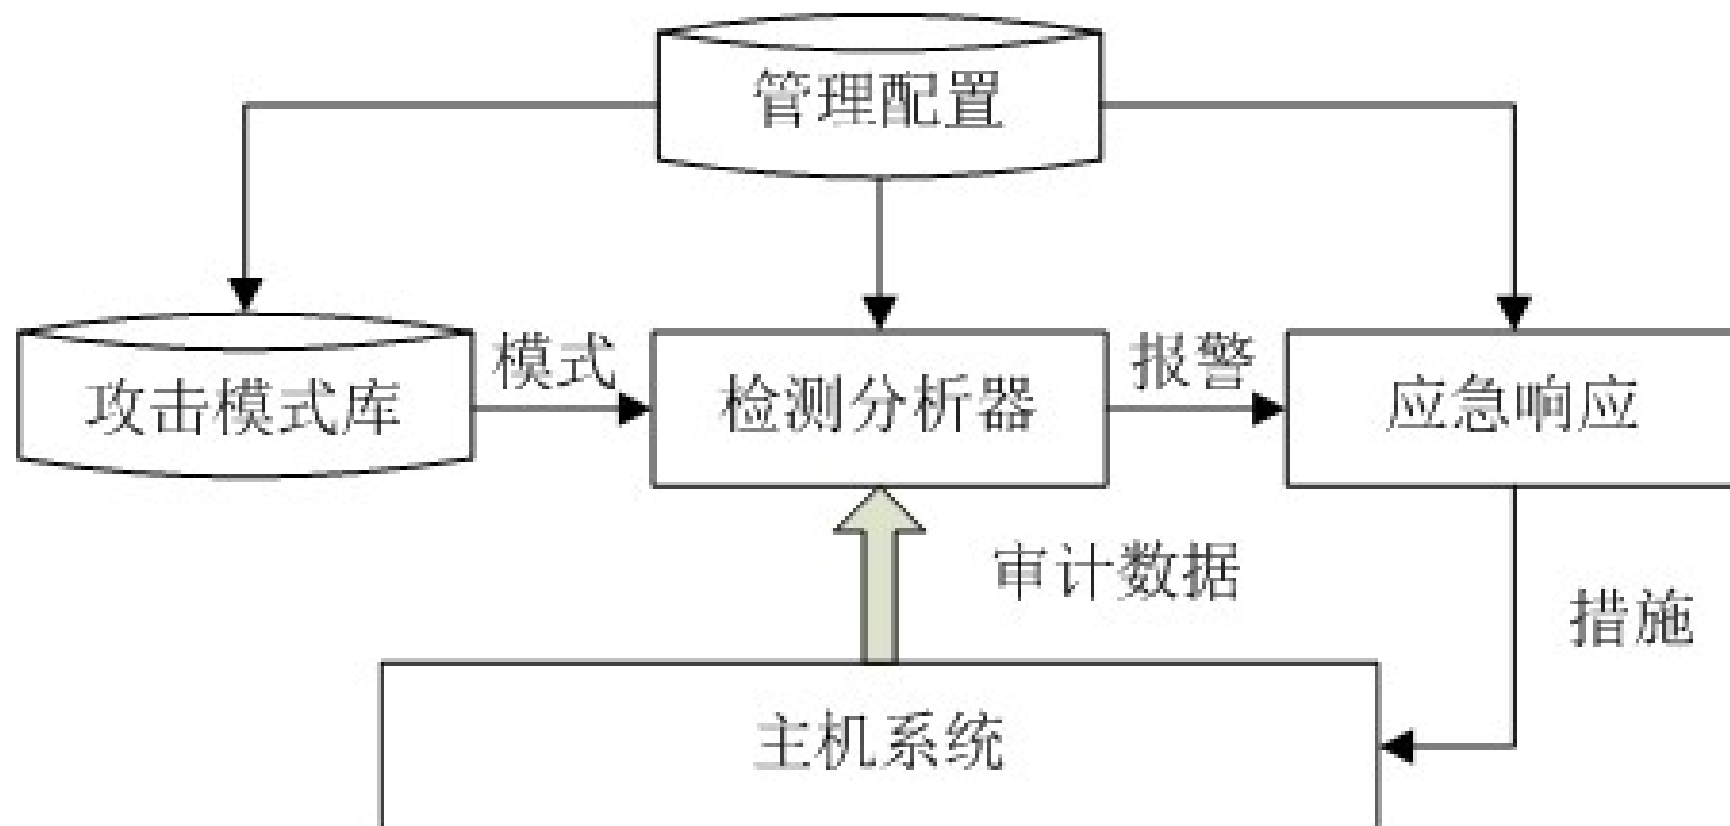 管理配置
攻击模式库
模式
检测分析器
报警
应急响应
审计数据
措施
主机系统